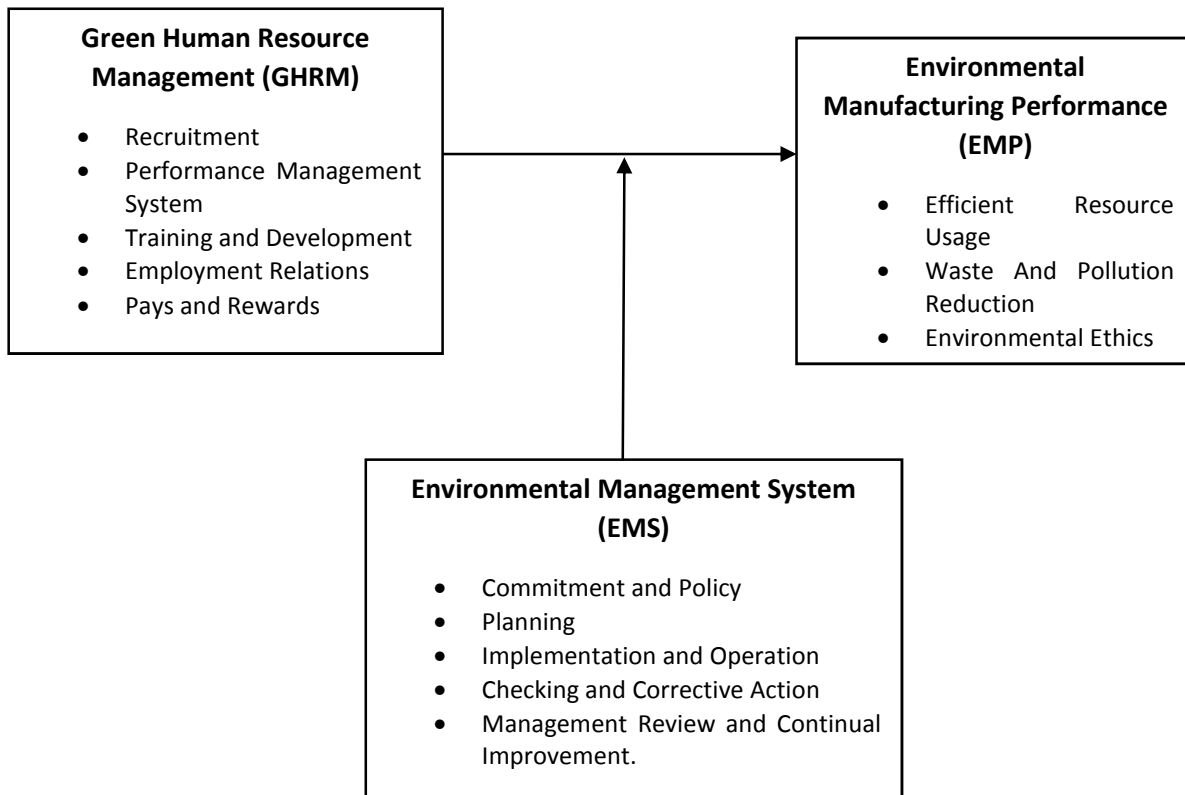 Green Human Resource
Management (GHRM)
• Recruitment
• Performance Management
System
• Training and Development
• Employment Relations
• Pays and Rewards
Environmental
Manufacturing Performance
(EMP)
• Efficient Resource
Usage
• Waste And Pollution
Reduction
• Environmental Ethics
Environmental Management System
(EMS)
• Commitment and Policy
• Planning
• Implementation and Operation
• Checking and Corrective Action
• Management Review and Continual
Improvement.